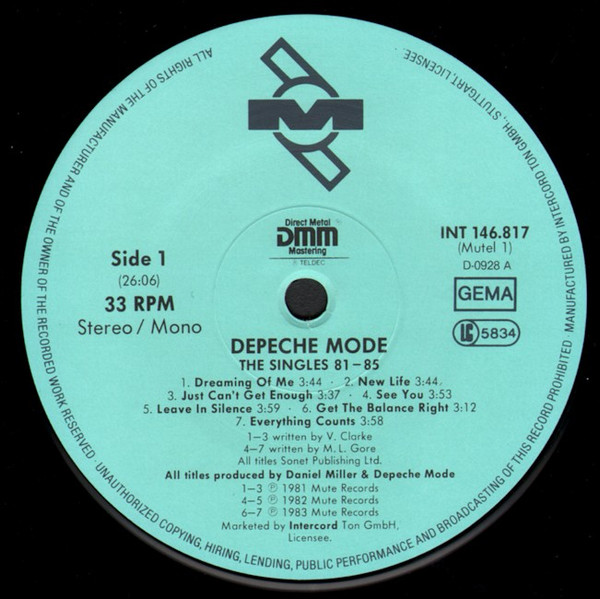 ALL RIGHTS OF THE MANUFACTURER AND OF THE OWNER OF THE RECORDED WORK RESERVED · UNAUTHORIZED COPYING, HIRING, LENDING, PUBLIC PERFORMANCE AND BROADCASTING OF THIS RECORD PROHIBITED · MANUFACTURED BY INTERCORD TON GMBH., STUTTGART, LICENSEE.
M
Direct Metal
DMM
Mastering
© TELDEC
Side 1
(26:06)
33 RPM
Stereo / Mono
INT 146.817
(Mutel 1)
D-0928 A
GEMA
LC 5834
DEPECHE MODE
THE SINGLES 81–85
1. Dreaming Of Me 3:44 · 2. New Life 3:44
3. Just Can't Get Enough 3:37 · 4. See You 3:53
5. Leave In Silence 3:59 · 6. Get The Balance Right 3:12
7. Everything Counts 3:58
1–3 written by V. Clarke
4–7 written by M. L. Gore
All titles Sonet Publishing Ltd.
All titles produced by Daniel Miller & Depeche Mode
1–3 ℗ 1981 Mute Records
4–5 ℗ 1982 Mute Records
6–7 ℗ 1983 Mute Records
Marketed by Intercord Ton GmbH,
Licensee.